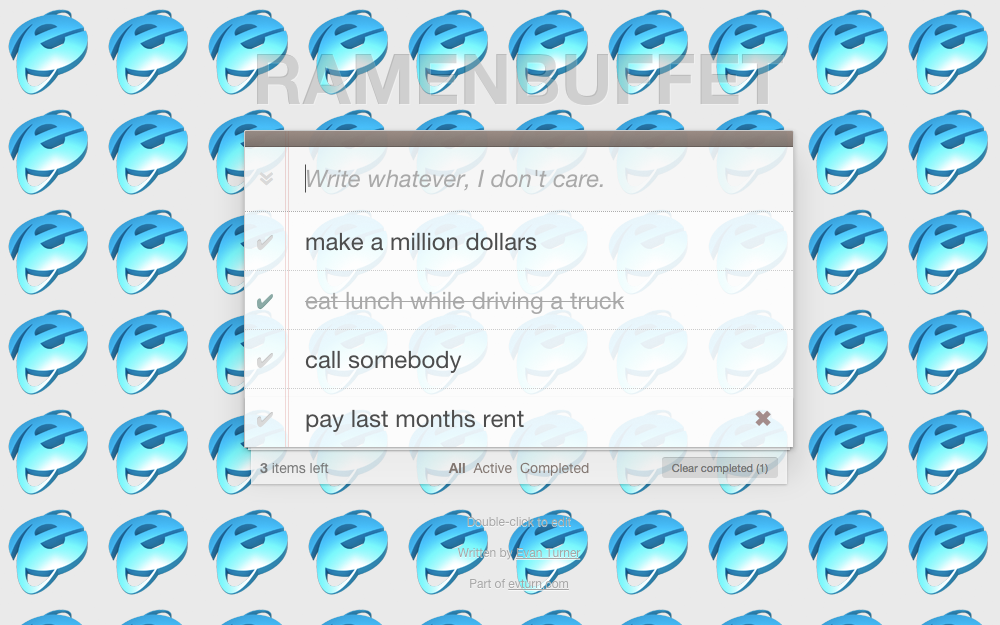 RAMENBUFFET
Write whatever, I don't care.
make a million dollars
eat lunch while driving a truck
call somebody
pay last months rent
3 items left All Active Completed Clear completed (1)
Double-click to edit
Written by Evan Turner
Part of evturn.com